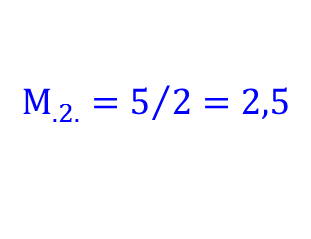 M.2. = 5/2 = 2,5